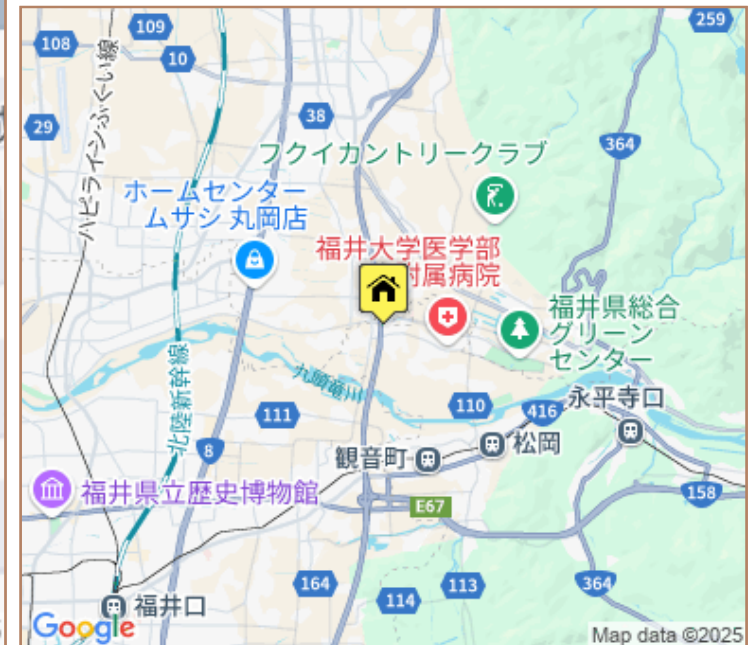 259
109
108
10
38
29
364
ハピラインふくい線
フクイカントリークラブ
ホームセンター
ムサシ 丸岡店
福井大学医学部
附属病院
福井県総合
グリーン
センター
北陸新幹線
九頭竜川
111
110
416
永平寺口
8
観音町
松岡
福井県立歴史博物館
E67
158
164
114
113
364
福井口
Google
Map data ©2025